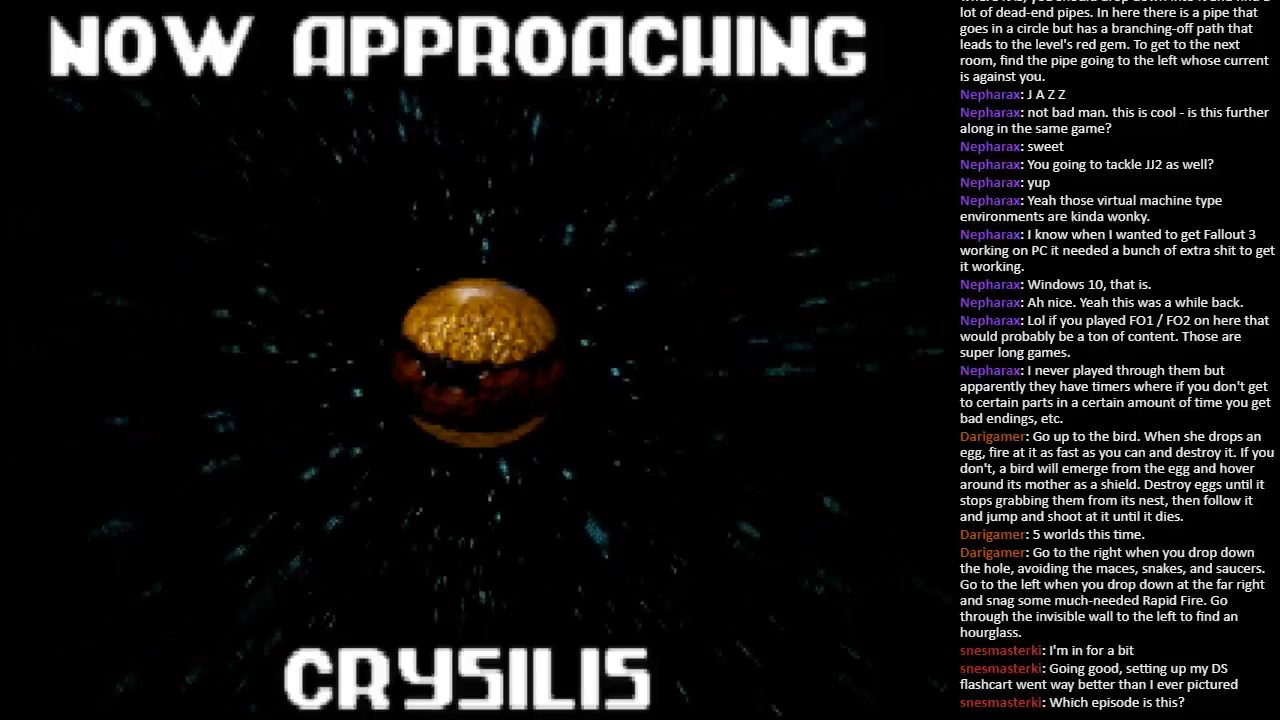 NOW APPROACHING
CRYSILIS
lot of dead-end pipes. In here there is a pipe that
goes in a circle but has a branching-off path that
leads to the level's red gem. To get to the next
room, find the pipe going to the left whose current
is against you.
Nepharax: J A Z Z
Nepharax: not bad man. this is cool - is this further
along in the same game?
Nepharax: sweet
Nepharax: You going to tackle JJ2 as well?
Nepharax: yup
Nepharax: Yeah those virtual machine type
environments are kinda wonky.
Nepharax: I know when I wanted to get Fallout 3
working on PC it needed a bunch of extra shit to get
it working.
Nepharax: Windows 10, that is.
Nepharax: Ah nice. Yeah this was a while back.
Nepharax: Lol if you played FO1 / FO2 on here that
would probably be a ton of content. Those are
super long games.
Nepharax: I never played through them but
apparently they have timers where if you don't get
to certain parts in a certain amount of time you get
bad endings, etc.
Darigamer: Go up to the bird. When she drops an
egg, fire at it as fast as you can and destroy it. If you
don't, a bird will emerge from the egg and hover
around its mother as a shield. Destroy eggs until it
stops grabbing them from its nest, then follow it
and jump and shoot at it until it dies.
Darigamer: 5 worlds this time.
Darigamer: Go to the right when you drop down
the hole, avoiding the maces, snakes, and saucers.
Go to the left when you drop down at the far right
and snag some much-needed Rapid Fire. Go
through the invisible wall to the left to find an
hourglass.
snesmasterki: I'm in for a bit
snesmasterki: Going good, setting up my DS
flashcart went way better than I ever pictured
snesmasterki: Which episode is this?